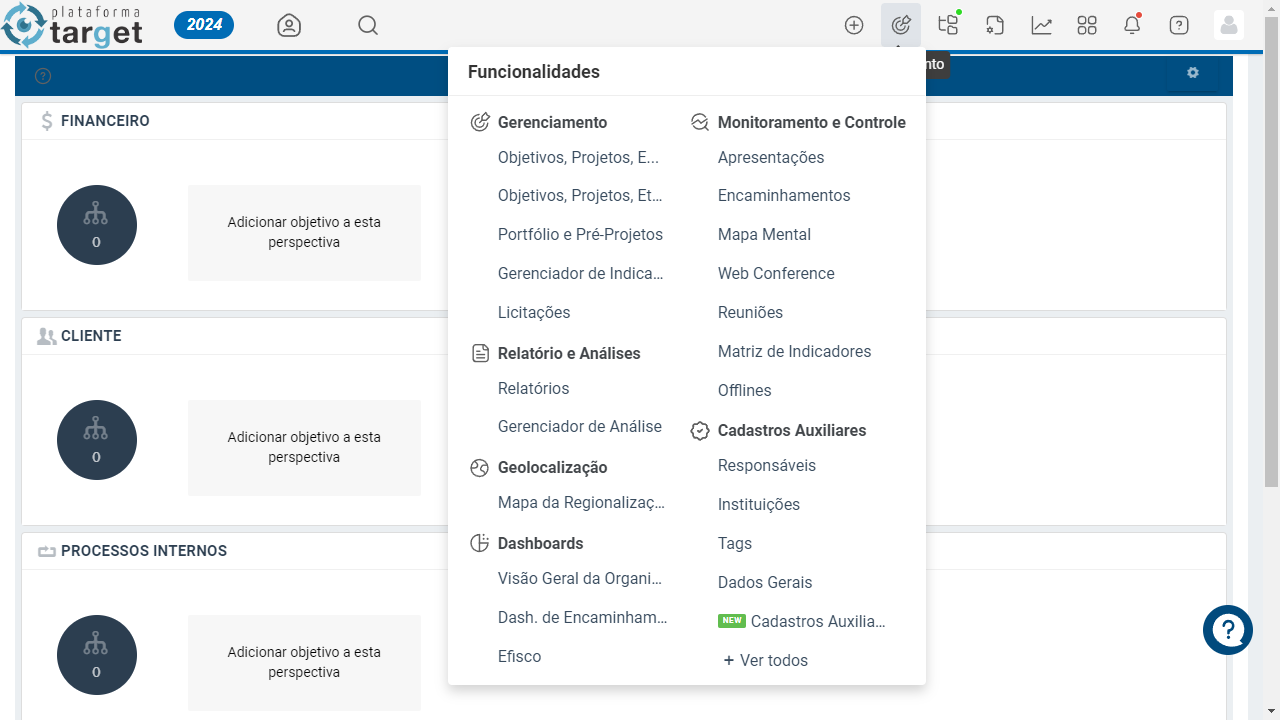 plataforma
target
2024
nto
Funcionalidades
Gerenciamento
Objetivos, Projetos, E...
Objetivos, Projetos, Et...
Portfólio e Pré-Projetos
Gerenciador de Indica...
Licitações
Relatório e Análises
Relatórios
Gerenciador de Análise
Geolocalização
Mapa da Regionalizaç...
Dashboards
Visão Geral da Organi...
Dash. de Encaminham...
Efisco
Monitoramento e Controle
Apresentações
Encaminhamentos
Mapa Mental
Web Conference
Reuniões
Matriz de Indicadores
Offlines
Cadastros Auxiliares
Responsáveis
Instituições
Tags
Dados Gerais
NEW Cadastros Auxilia...
+ Ver todos
FINANCEIRO
0
Adicionar objetivo a esta
perspectiva
CLIENTE
0
Adicionar objetivo a esta
perspectiva
PROCESSOS INTERNOS
0
Adicionar objetivo a esta
perspectiva